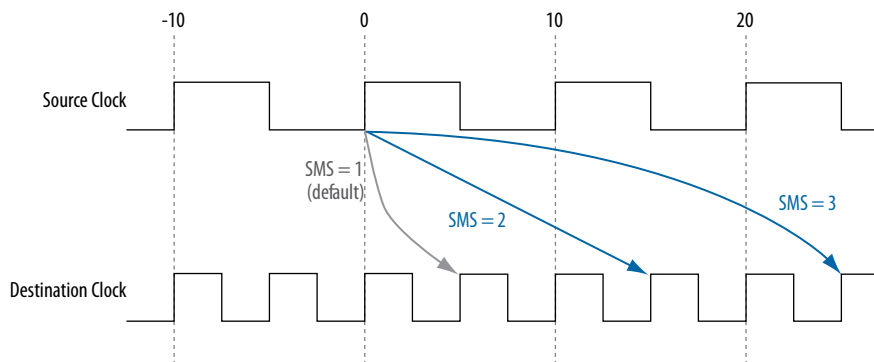 -10 0 10 20
Source Clock
SMS = 1
(default)
SMS = 2
SMS = 3
Destination Clock